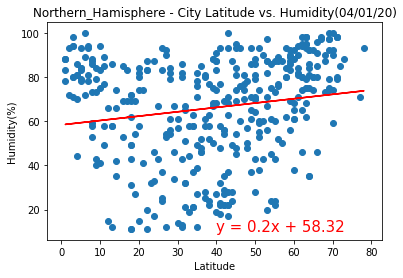 Northern_Hamisphere - City Latitude vs. Humidity(04/01/20)
Humidity(%)
100
80
60
40
20
y = 0.2x + 58.32
0 10 20 30 40 50 60 70 80
Latitude